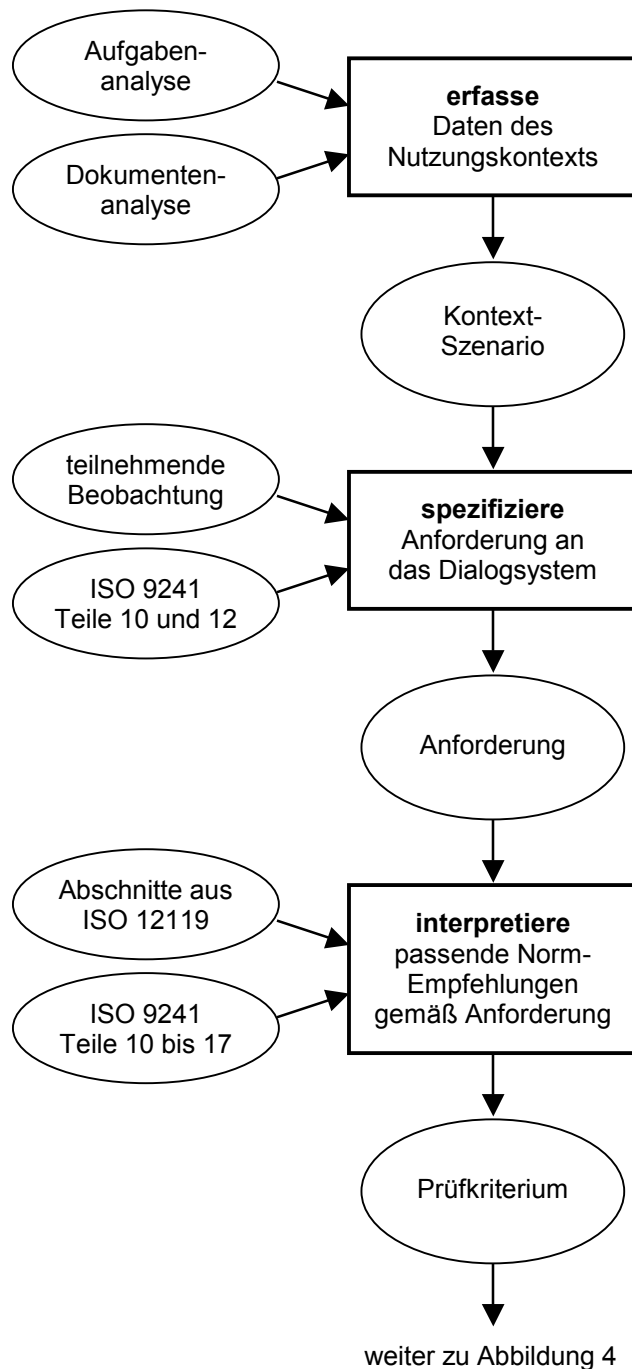 Aufgaben-
analyse
erfasse
Daten des
Nutzungskontexts
Dokumenten-
analyse
Kontext-
Szenario
teilnehmende
Beobachtung
spezifiziere
Anforderung an
das Dialogsystem
ISO 9241
Teile 10 und 12
Anforderung
Abschnitte aus
ISO 12119
interpretiere
passende Norm-
Empfehlungen
gemäß Anforderung
ISO 9241
Teile 10 bis 17
Prüfkriterium
weiter zu Abbildung 4